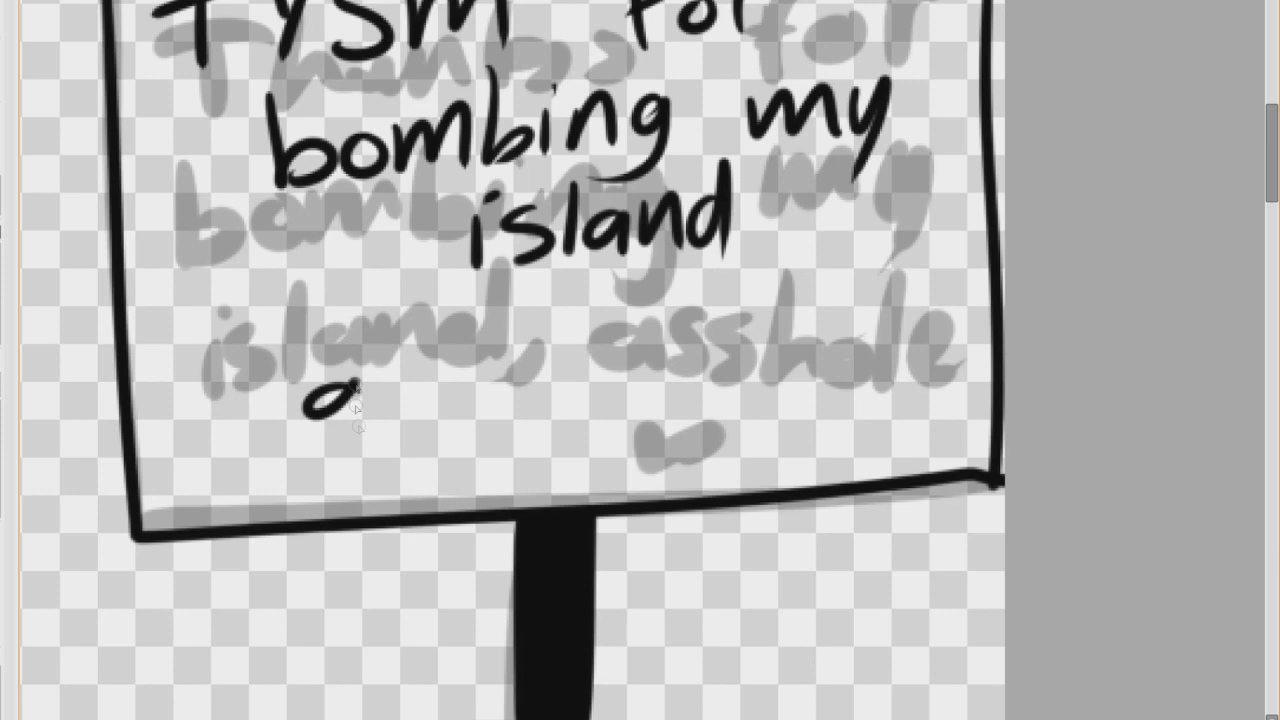 tysm for
Thanks for
bombing my
bombing my
island
island, asshole
a